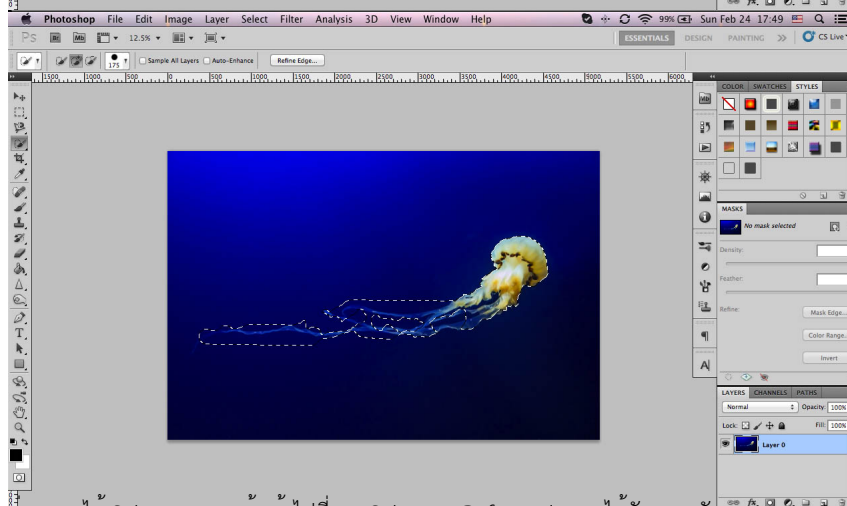 Photoshop File Edit Image Layer Select Filter Analysis 3D View Window Help 99% Sun Feb 24 17:49
Ps Br Mb 12.5% ESSENTIALS DESIGN PAINTING CS Live
175 Sample All Layers Auto-Enhance Refine Edge...
1500 1000 500 0 500 1000 1500 2000 2500 3000 3500 4000 4500 5000 5500 6000
COLOR SWATCHES STYLES
Mb
MASKS
No mask selected
Density:
Feather:
Refine: Mask Edge...
Color Range...
Invert
LAYERS CHANNELS PATHS
Normal Opacity: 100%
Lock: Fill: 100%
Layer 0